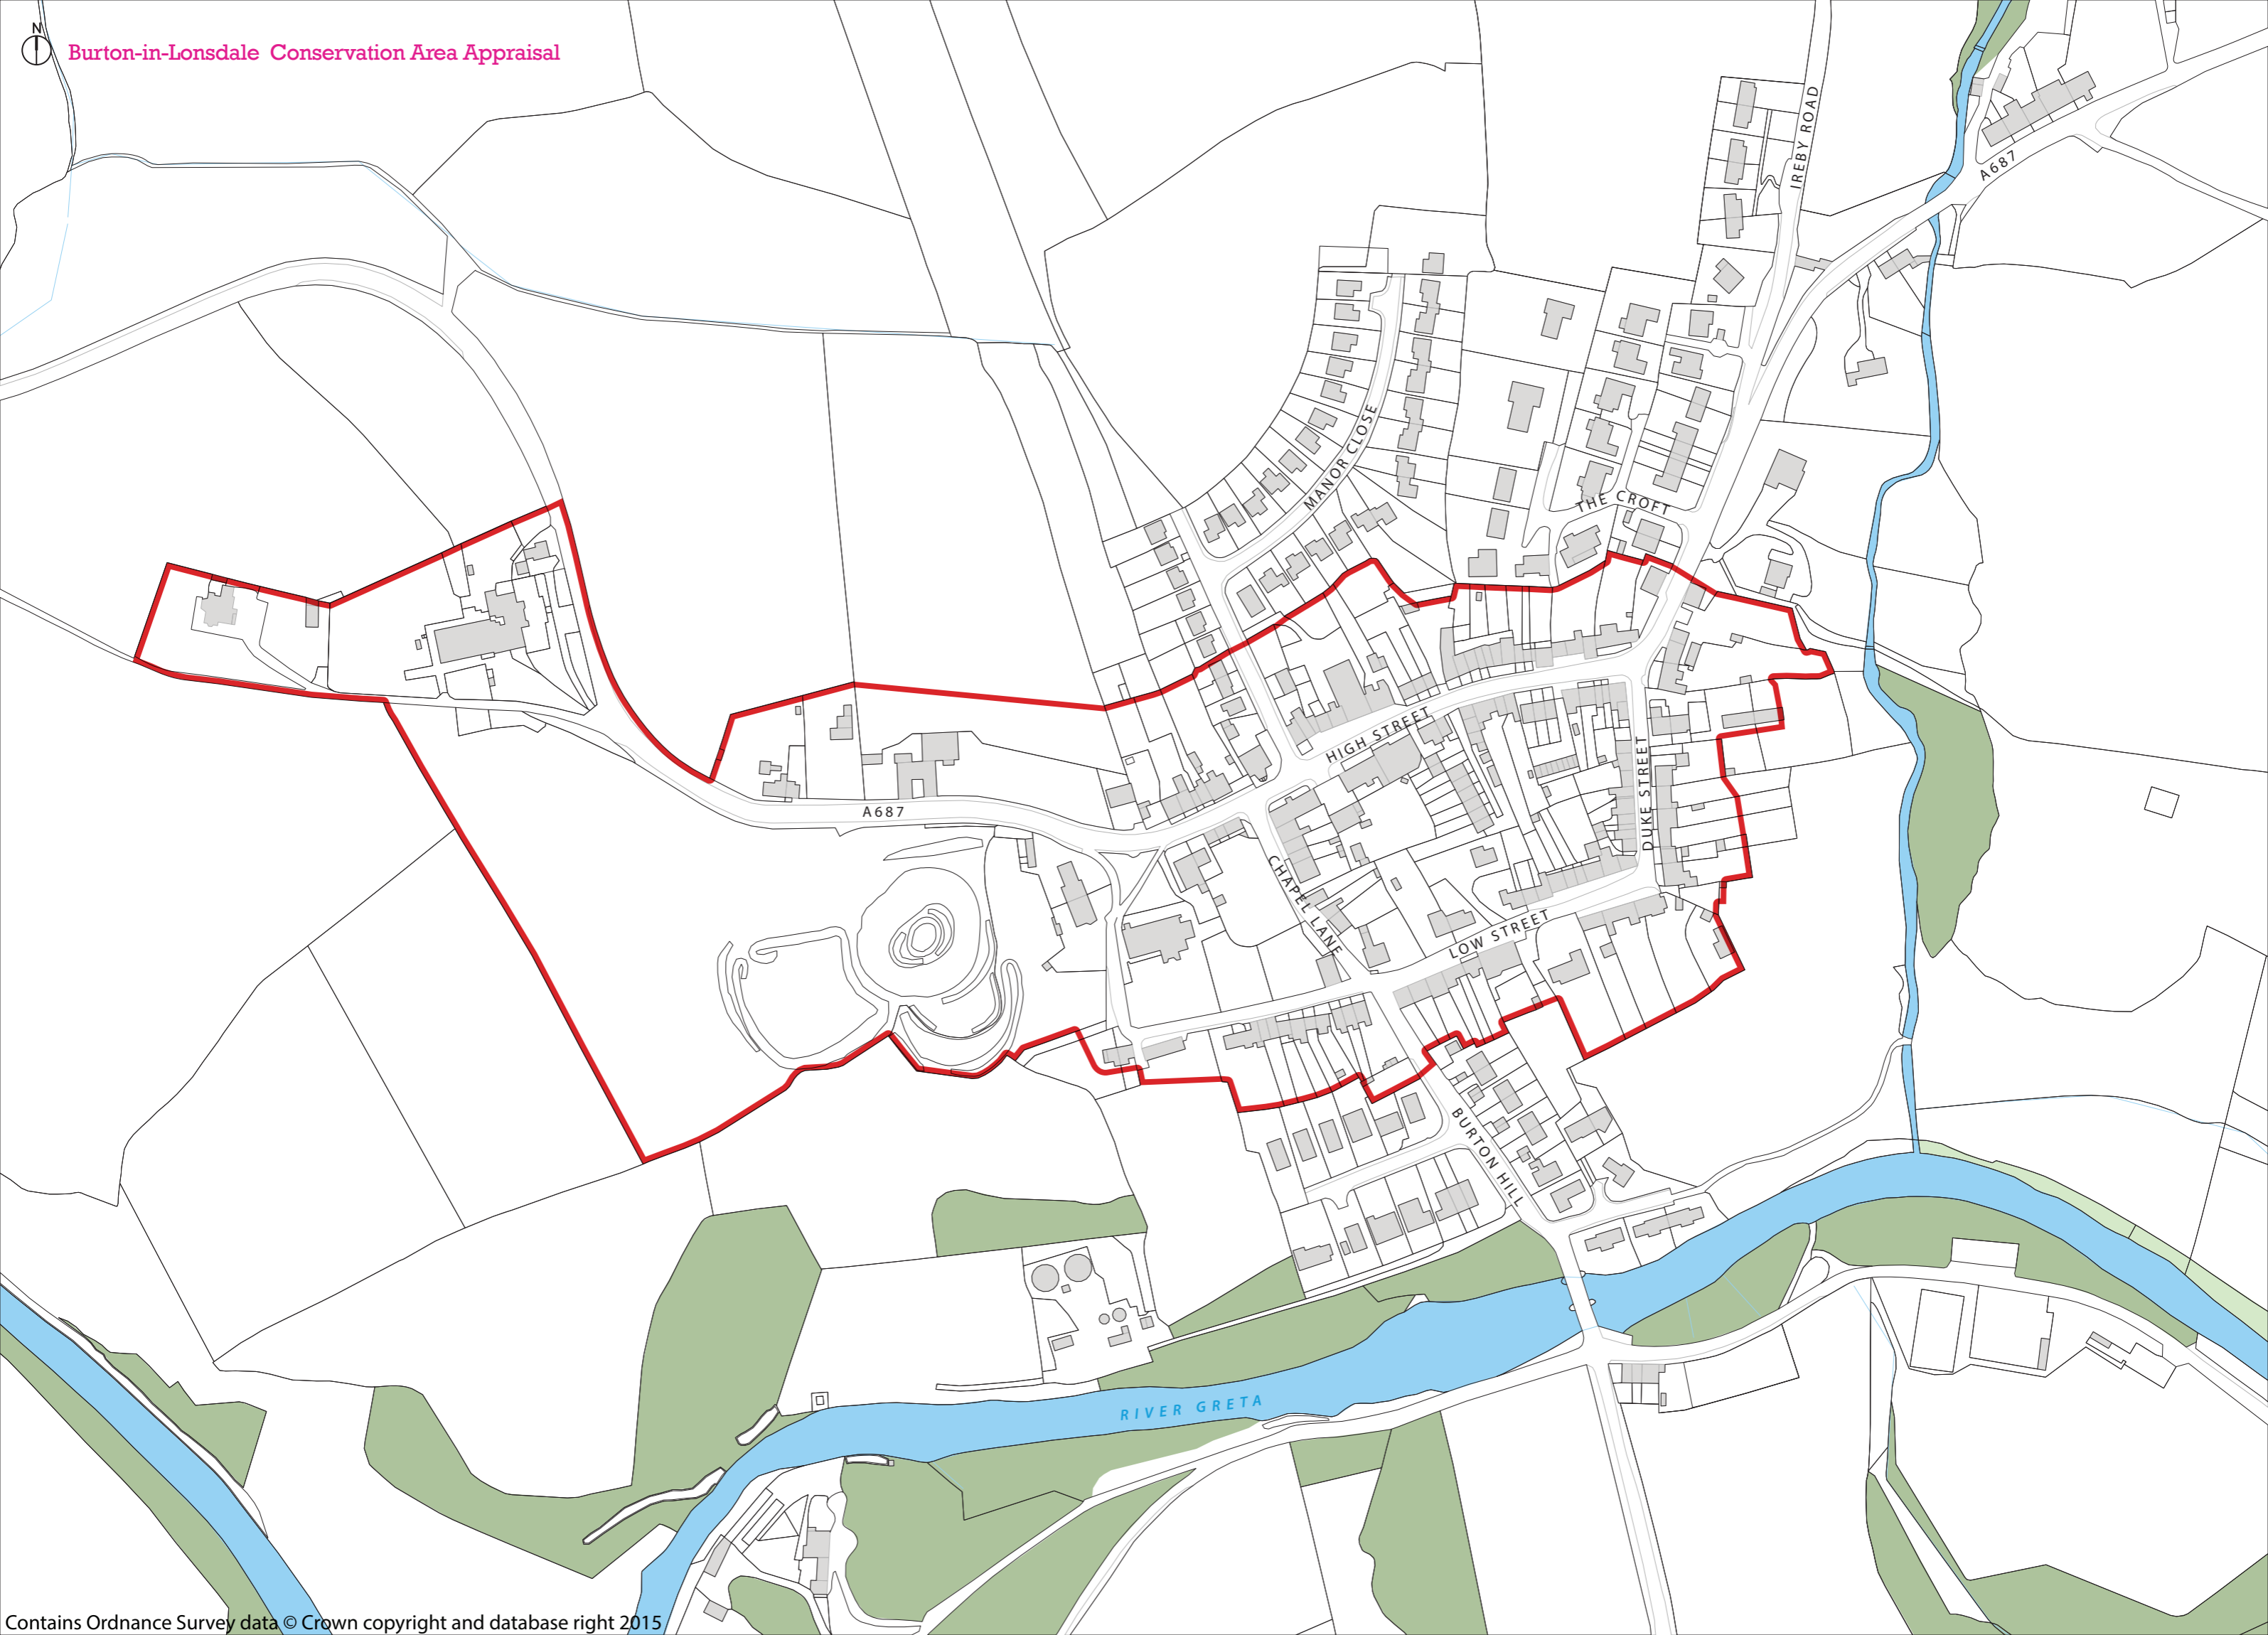 N
Burton-in-Lonsdale Conservation Area Appraisal
IREBY ROAD
A687
MANOR CLOSE
THE CROFT
HIGH STREET
DUKE STREET
A687
CHAPEL LANE
LOW STREET
BURTON HILL
RIVER GRETA
Contains Ordnance Survey data © Crown copyright and database right 2015